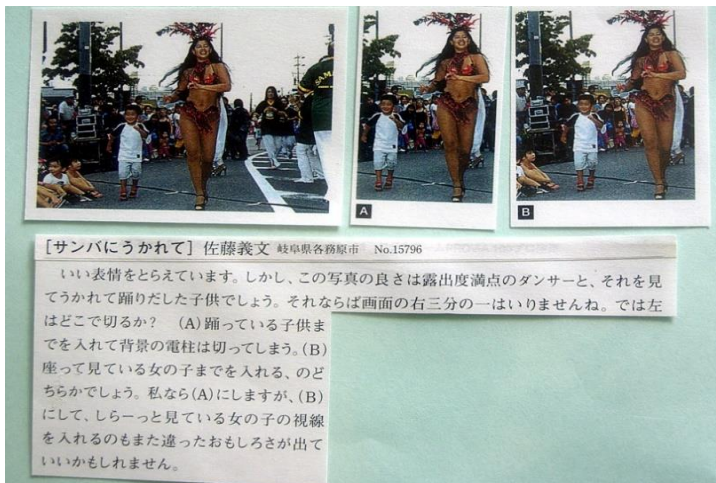 A
B
[サンバにうかれて] 佐藤義文 岐阜県各務原市 No.15796
いい表情をとらえています。しかし、この写真の良さは露出度満点のダンサーと、それを見
てうかれて踊りだした子供でしょう。それならば画面の右三分の一はいりませんね。では左
はどこで切るか? (A)踊っている子供ま
でを入れて背景の電柱は切ってしまう。(B)
座って見ている女の子までを入れる、のど
ちらかでしょう。私なら(A)にしますが、(B)
にして、しらーっと見ている女の子の視線
を入れるのもまた違ったおもしろさが出て
いいかもしれません。